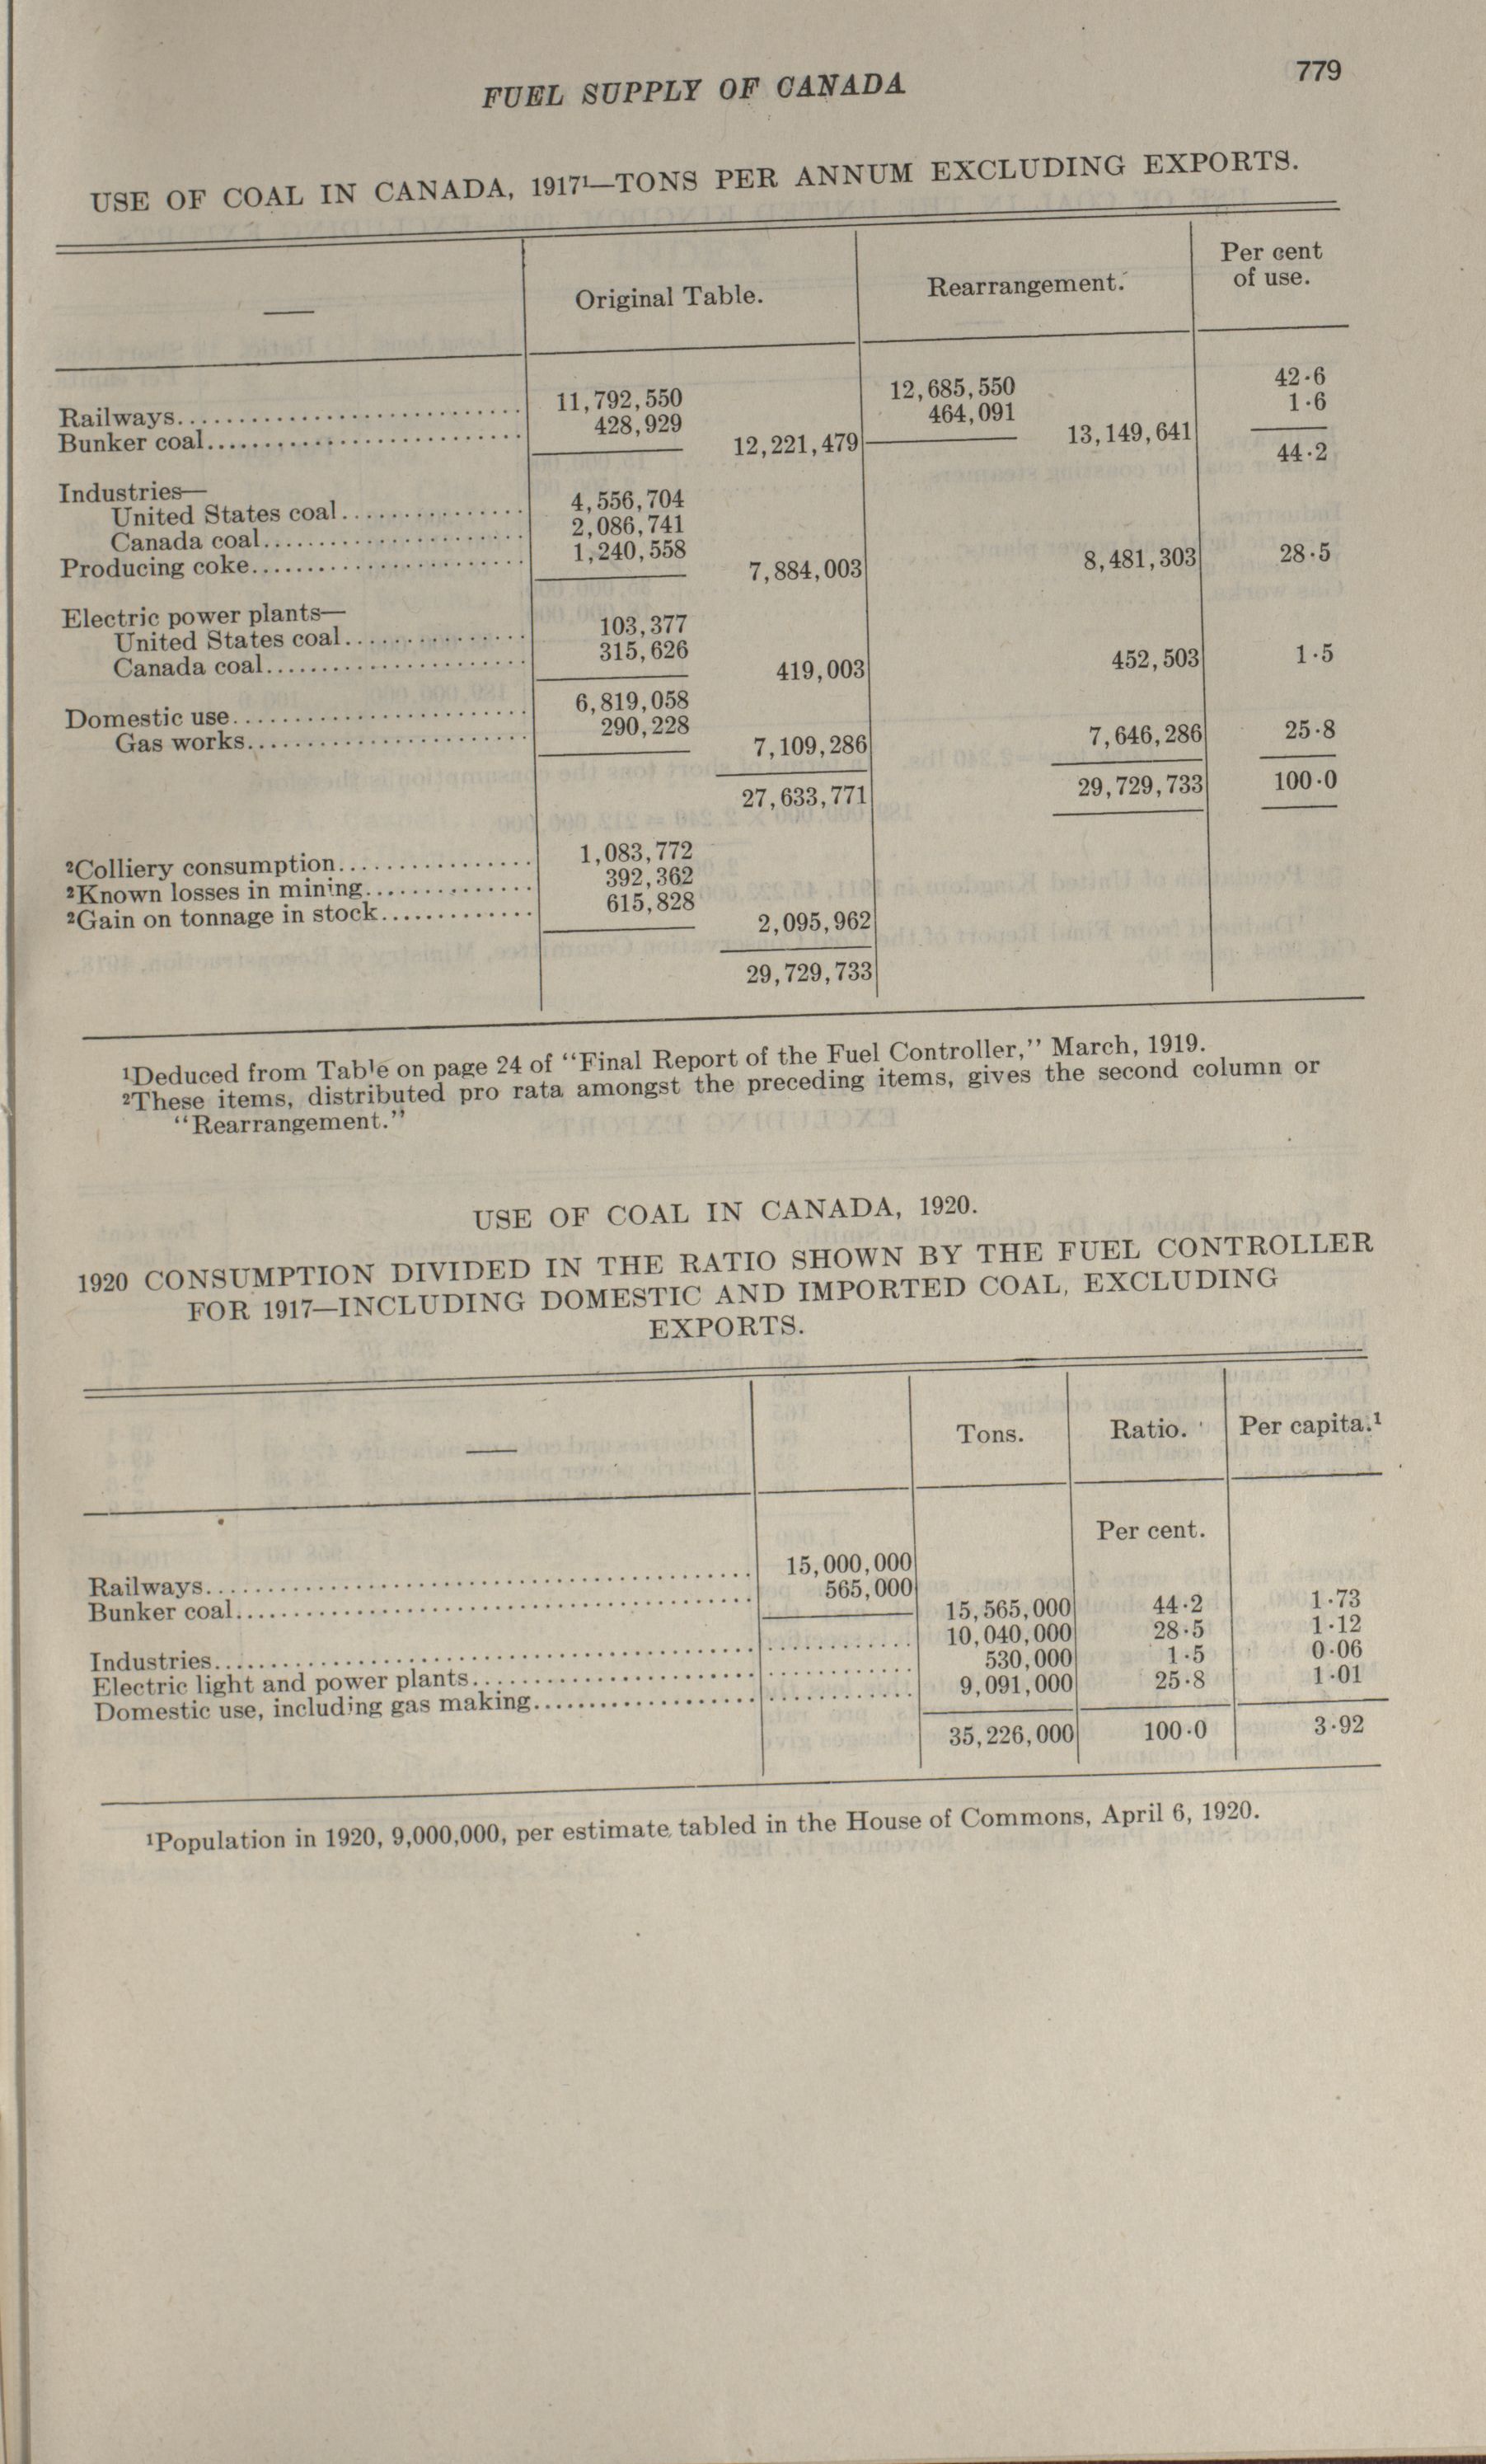 FUEL SUPPLY OF CANADA 779
USE OF COAL IN CANADA, 1917¹—TONS PER ANNUM EXCLUDING EXPORTS.
— Original Table. Rearrangement. Per cent of use.
Railways 11,792,550 12,685,550 42·6
Bunker coal 428,929 464,091 1·6
12,221,479 13,149,641 44·2
Industries—
United States coal 4,556,704
Canada coal 2,086,741
Producing coke 1,240,558
7,884,003 8,481,303 28·5
Electric power plants—
United States coal 103,377
Canada coal 315,626
419,003 452,503 1·5
Domestic use 6,819,058
Gas works 290,228
7,109,286 7,646,286 25·8
27,633,771 29,729,733 100·0
²Colliery consumption 1,083,772
²Known losses in mining 392,362
²Gain on tonnage in stock 615,828
2,095,962
29,729,733
¹Deduced from Table on page 24 of "Final Report of the Fuel Controller," March, 1919.
²These items, distributed pro rata amongst the preceding items, gives the second column or
"Rearrangement."
USE OF COAL IN CANADA, 1920.
1920 CONSUMPTION DIVIDED IN THE RATIO SHOWN BY THE FUEL CONTROLLER
FOR 1917—INCLUDING DOMESTIC AND IMPORTED COAL, EXCLUDING
EXPORTS.
— Tons. Ratio. Per capita.¹
Per cent.
Railways 15,000,000
Bunker coal 565,000
15,565,000 44·2 1·73
Industries 10,040,000 28·5 1·12
Electric light and power plants 530,000 1·5 0·06
Domestic use, including gas making 9,091,000 25·8 1·01
35,226,000 100·0 3·92
¹Population in 1920, 9,000,000, per estimate tabled in the House of Commons, April 6, 1920.